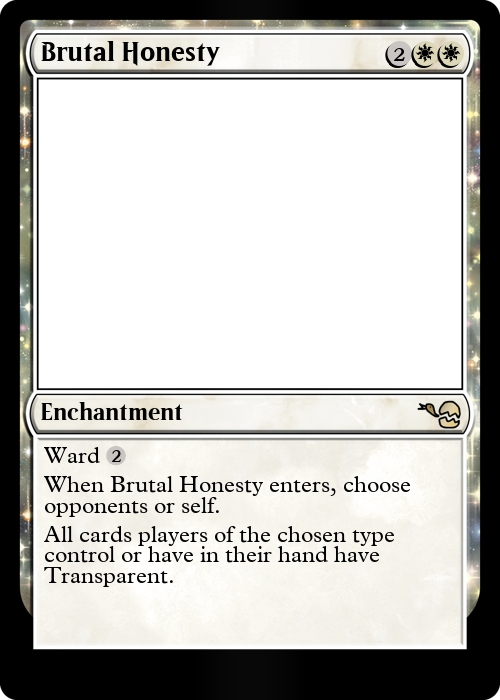 Brutal Honesty 2
Enchantment
Ward 2
When Brutal Honesty enters, choose
opponents or self.
All cards players of the chosen type
control or have in their hand have
Transparent.